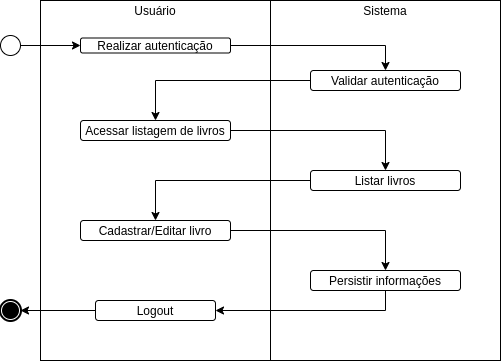 Usuário
Sistema
Realizar autenticação
Validar autenticação
Acessar listagem de livros
Listar livros
Cadastrar/Editar livro
Persistir informações
Logout